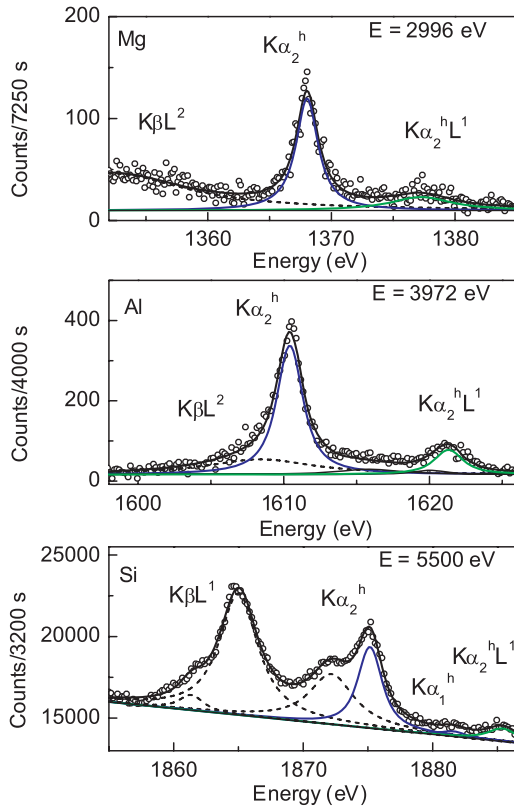 Mg
Kα₂ʰ
E = 2996 eV
KβL²
Kα₂ʰL¹
200
100
0
Counts/7250 s
1360 1370 1380
Energy (eV)
Al
Kα₂ʰ
E = 3972 eV
KβL²
Kα₂ʰL¹
400
200
0
Counts/4000 s
1600 1610 1620
Energy (eV)
Si
E = 5500 eV
KβL¹
Kα₂ʰ
Kα₂ʰL¹
Kα₁ʰ
25000
20000
15000
Counts/3200 s
1860 1870 1880
Energy (eV)